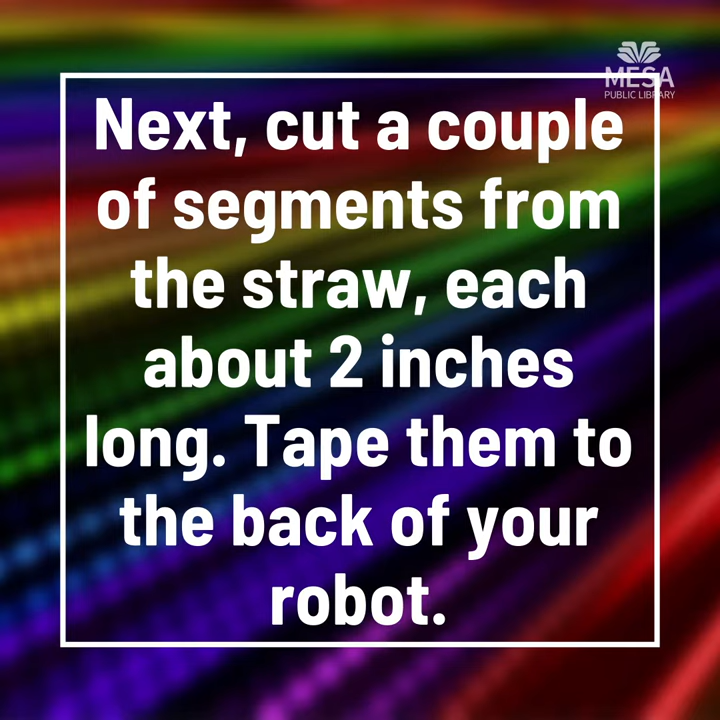 MESA
PUBLIC LIBRARY
Next, cut a couple
of segments from
the straw, each
about 2 inches
long. Tape them to
the back of your
robot.